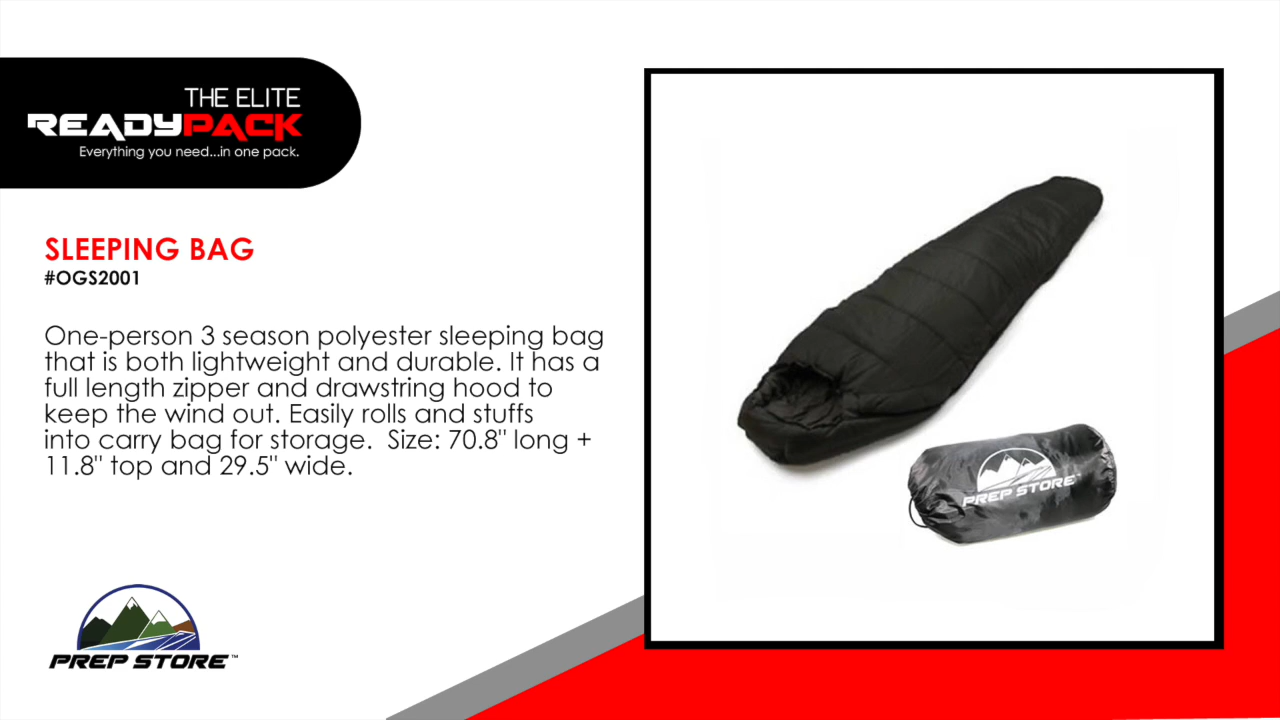 THE ELITE
READYPACK
Everything you need...in one pack.
SLEEPING BAG
#OGS2001
One-person 3 season polyester sleeping bag
that is both lightweight and durable. It has a
full length zipper and drawstring hood to
keep the wind out. Easily rolls and stuffs
into carry bag for storage.  Size: 70.8" long +
11.8" top and 29.5" wide.
PREP STORE™
PREP STORE™